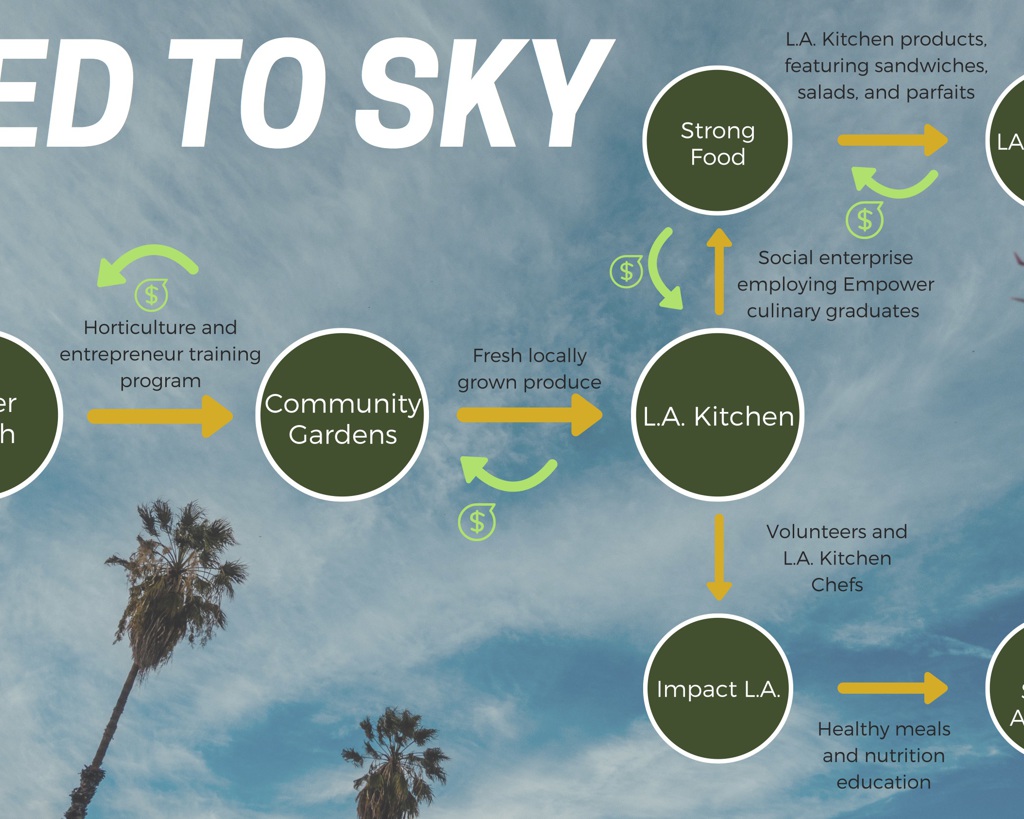 ED TO SKY
L.A. Kitchen products,
featuring sandwiches,
salads, and parfaits
Strong
Food
LA
$
$
Social enterprise
employing Empower
culinary graduates
$
Horticulture and
entrepreneur training
program
er
h
Community
Gardens
Fresh locally
grown produce
L.A. Kitchen
$
Volunteers and
L.A. Kitchen
Chefs
Impact L.A.
Healthy meals
and nutrition
education
A